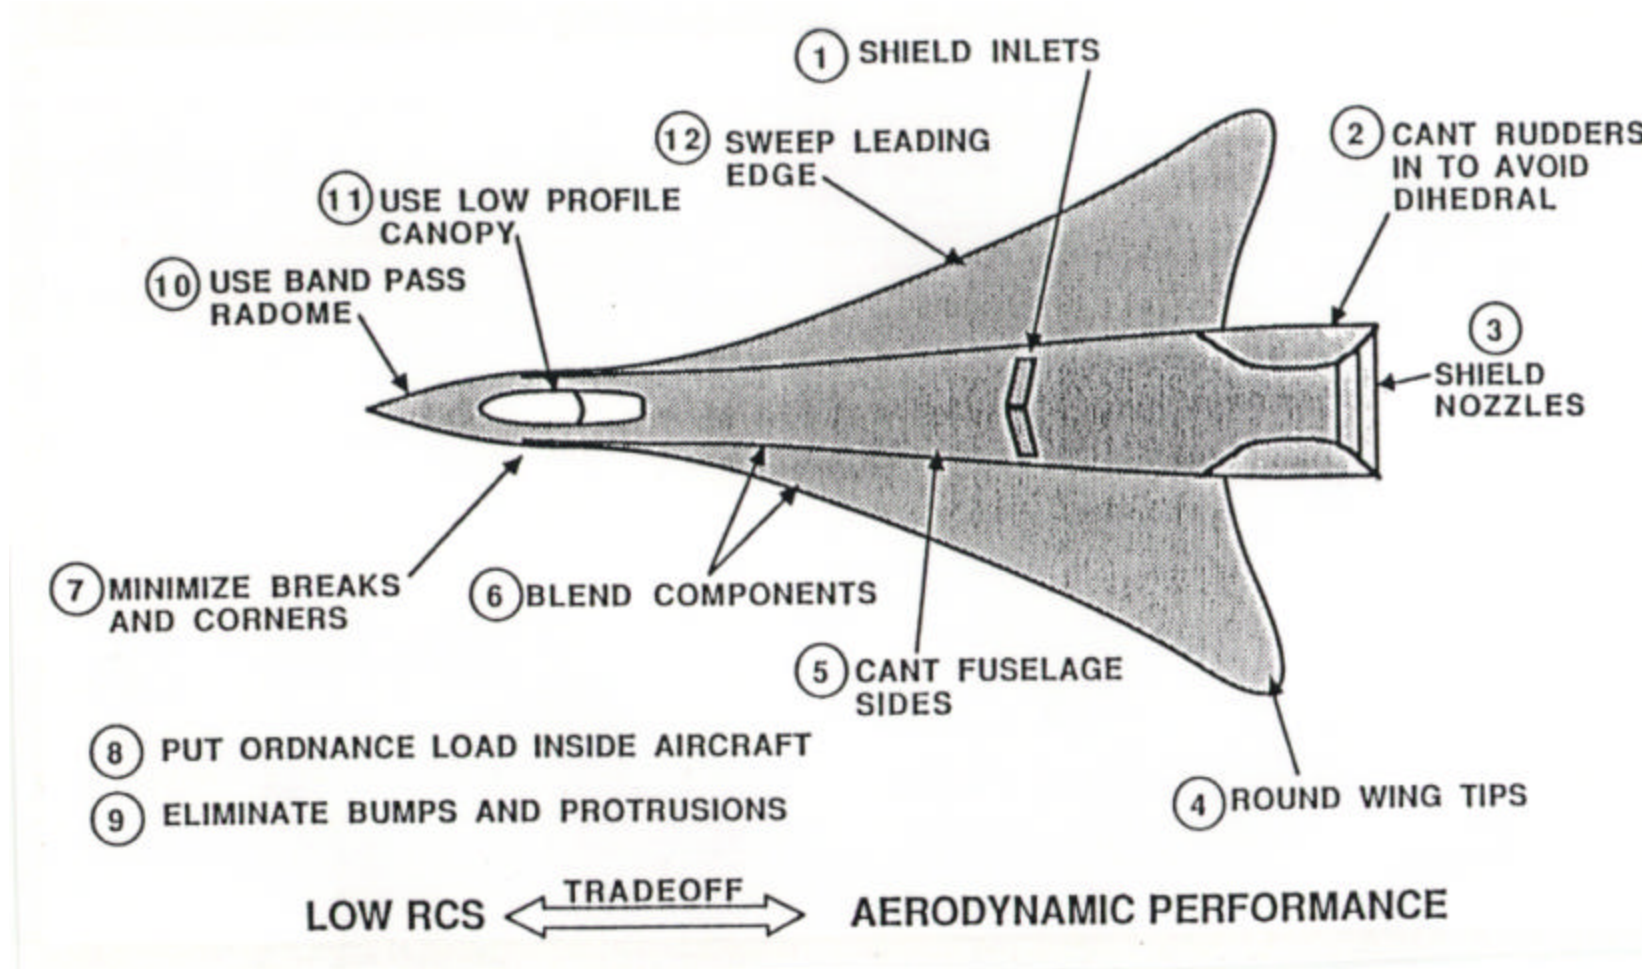 1 SHIELD INLETS
12 SWEEP LEADING
EDGE
2 CANT RUDDERS
IN TO AVOID
DIHEDRAL
11 USE LOW PROFILE
CANOPY
10 USE BAND PASS
RADOME
3
SHIELD
NOZZLES
7 MINIMIZE BREAKS
AND CORNERS
6 BLEND COMPONENTS
5 CANT FUSELAGE
SIDES
8 PUT ORDNANCE LOAD INSIDE AIRCRAFT
4 ROUND WING TIPS
9 ELIMINATE BUMPS AND PROTRUSIONS
LOW RCS TRADEOFF AERODYNAMIC PERFORMANCE